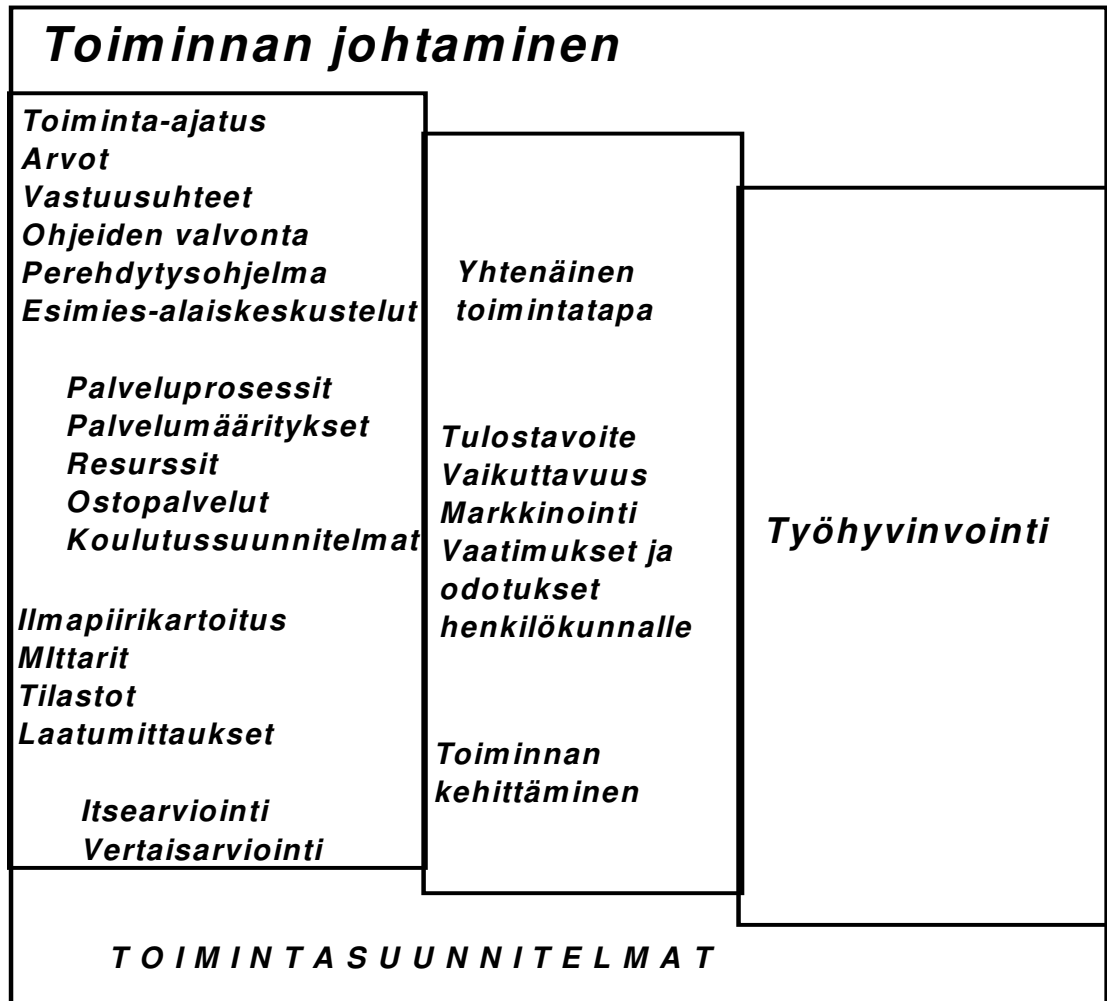 Toiminnan johtaminen
Toiminta-ajatus
Arvot
Vastuusuhteet
Ohjeiden valvonta
Perehdytysohjelma
Esimies-alaiskeskustelut
Palveluprosessit
Palvelumääritykset
Resurssit
Ostopalvelut
Koulutussuunnitelmat
Ilmapiirikartoitus
MIttarit
Tilastot
Laatumittaukset
Itsearviointi
Vertaisarviointi
Yhtenäinen
toimintatapa
Tulostavoite
Vaikuttavuus
Markkinointi
Vaatimukset ja
odotukset
henkilökunnalle
Toiminnan
kehittäminen
Työhyvinvointi
TOIMINTASUUNNITELMAT